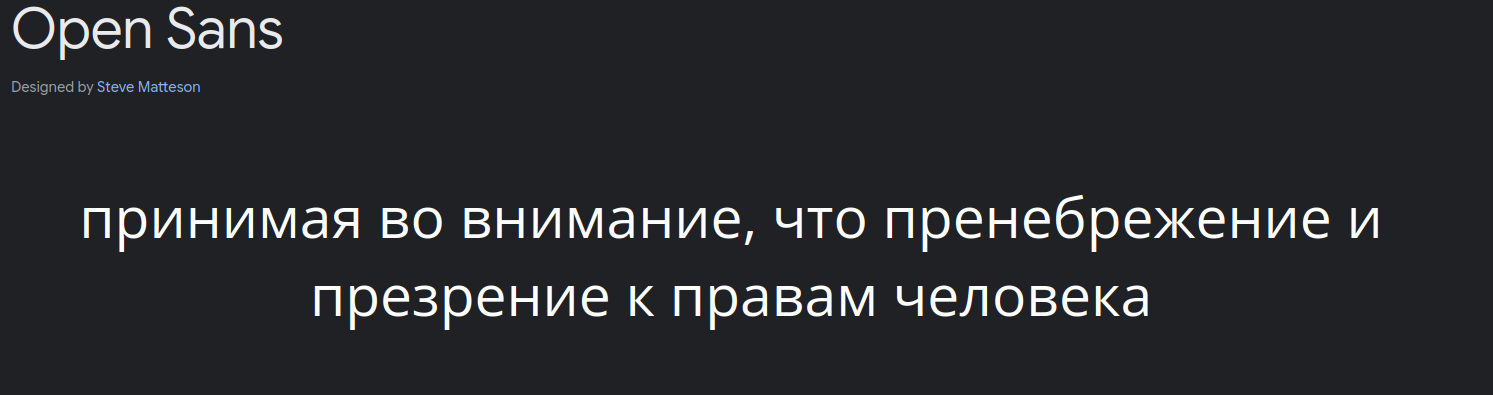 Open Sans
Designed by Steve Matteson
принимая во внимание, что пренебрежение и
презрение к правам человека